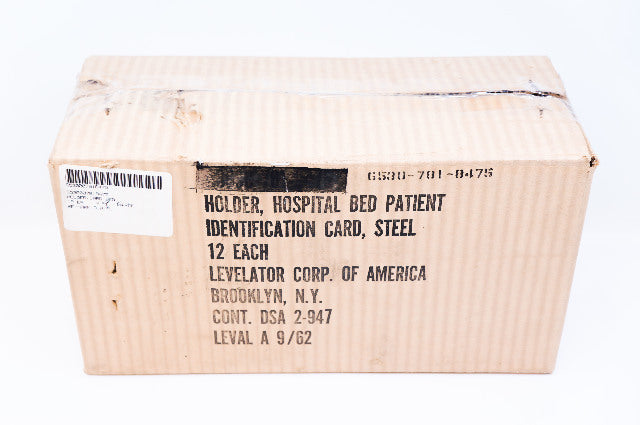 6530-781-8475
HOLDER, HOSPITAL BED PATIENT
IDENTIFICATION CARD, STEEL
12 EACH
LEVELATOR CORP. OF AMERICA
BROOKLYN, N.Y.
CONT. DSA 2-947
LEVAL A 9/62